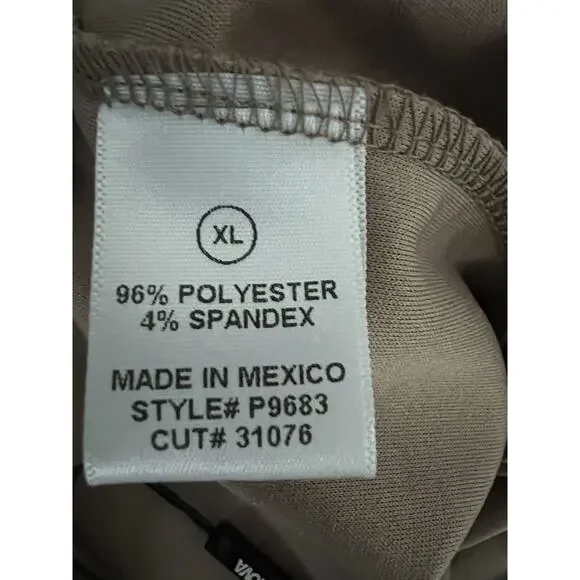 XL
96% POLYESTER
4% SPANDEX
MADE IN MEXICO
STYLE# P9683
CUT# 31076